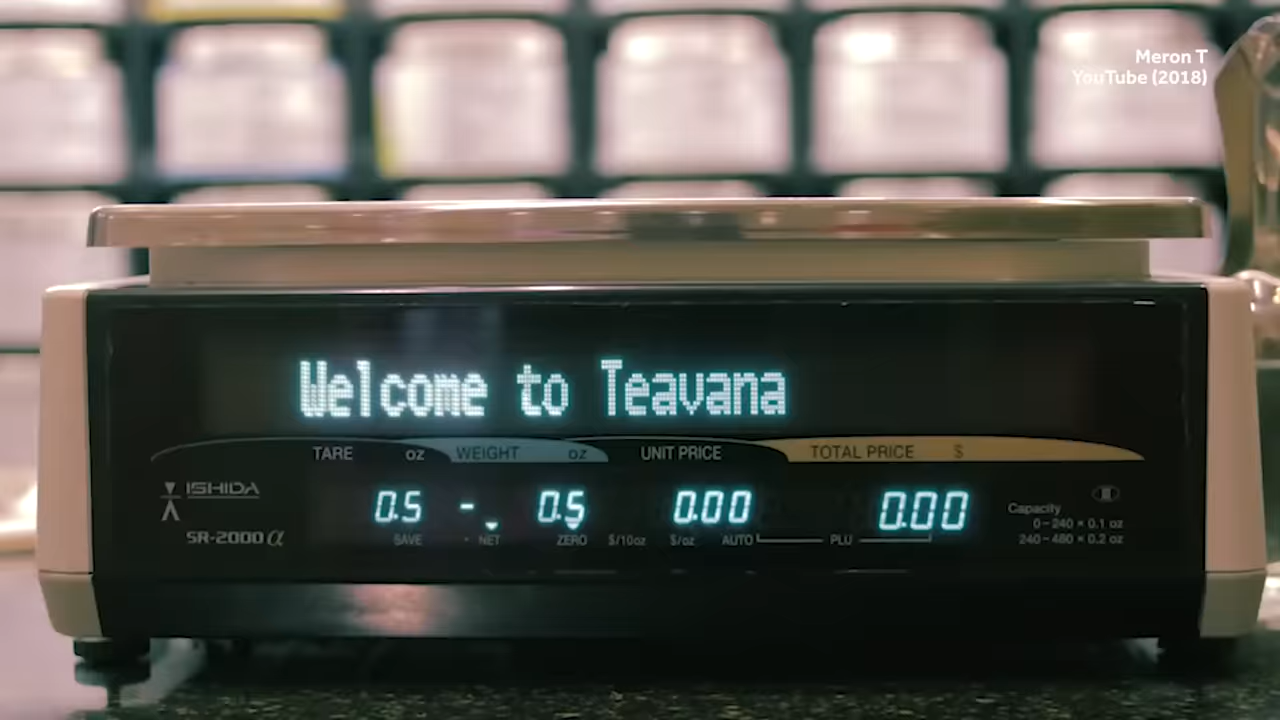 Meron T
YouTube (2018)
Welcome to Teavana
TARE oz WEIGHT oz UNIT PRICE TOTAL PRICE $
ISHIDA
0.5 - 0.5 0.00 0.00
SAVE NET ZERO $/10oz $/oz AUTO PLU
SR-2000 α
Capacity
0-240 × 0.1 oz
240-480 × 0.2 oz